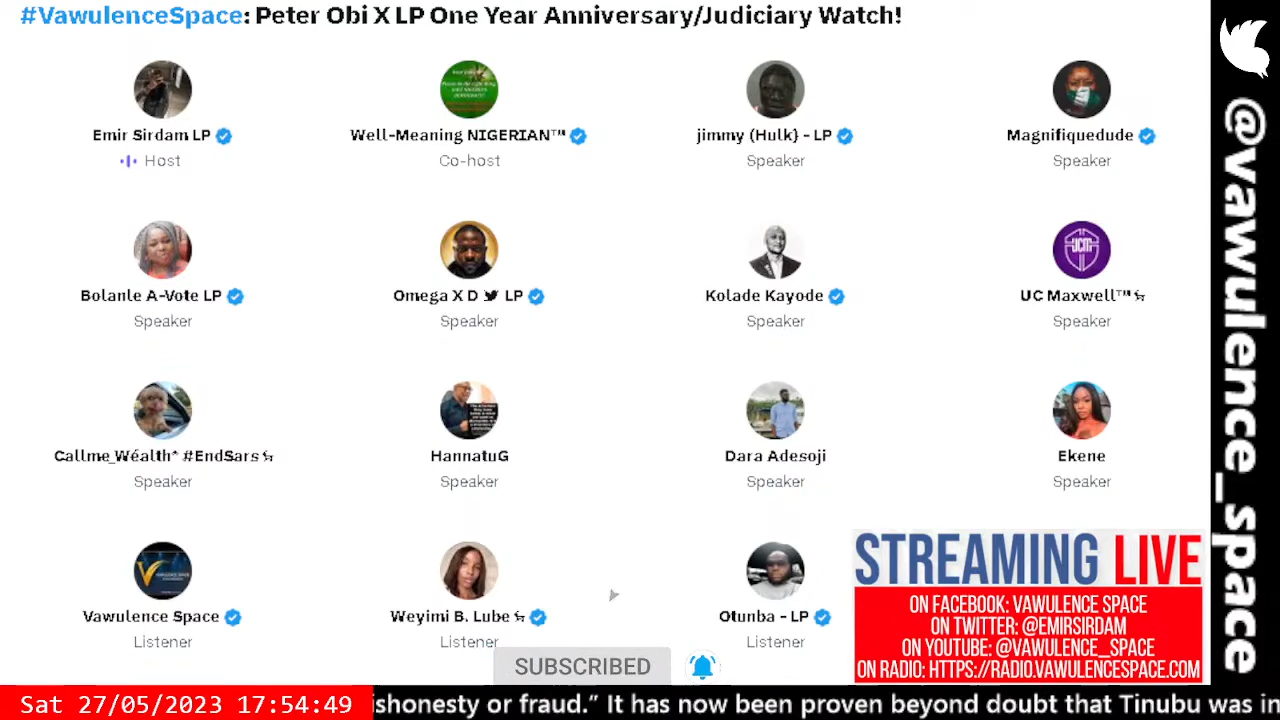 #VawulenceSpace: Peter Obi X LP One Year Anniversary/Judiciary Watch!
Emir Sirdam LP
Host
Well-Meaning NIGERIAN™
Co-host
jimmy (Hulk) - LP
Speaker
Magnifiquedude
Speaker
Bolanle A-Vote LP
Speaker
Omega X D LP
Speaker
Kolade Kayode
Speaker
UCM
UC Maxwell™
Speaker
Callme_Wéalth* #EndSars
Speaker
HannatuG
Speaker
Dara Adesoji
Speaker
Ekene
Speaker
Vawulence Space
Listener
Weyimi B. Lube
Listener
Otunba - LP
Listener
SUBSCRIBED
STREAMING LIVE
ON FACEBOOK: VAWULENCE SPACE
ON TWITTER: @EMIRSIRDAM
ON YOUTUBE: @VAWULENCE_SPACE
ON RADIO: HTTPS://RADIO.VAWULENCESPACE.COM
@vawulence_space
Sat 27/05/2023 17:54:49
ishonesty or fraud.” It has now been proven beyond doubt that Tinubu was in